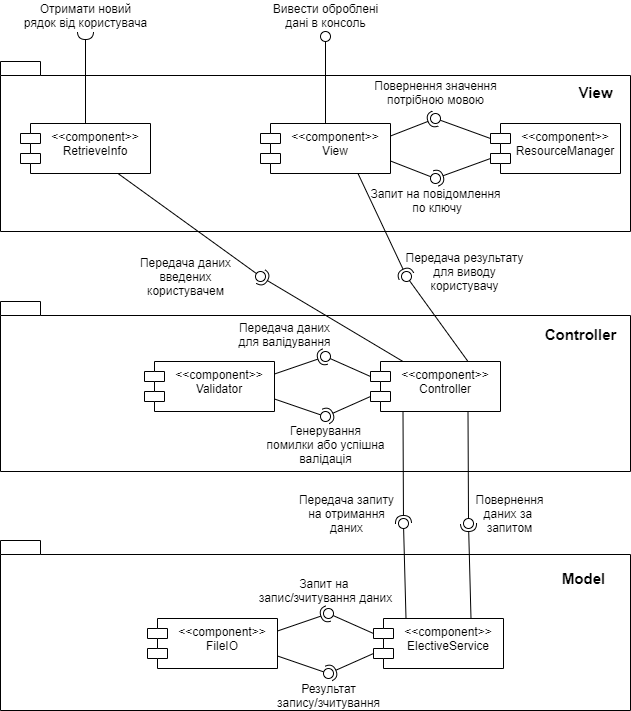 Отримати новий
рядок від користувача
Вивести оброблені
дані в консоль
View
Повернення значення
потрібною мовою
<<component>>
RetrieveInfo
<<component>>
View
<<component>>
ResourceManager
Запит на повідомлення
по ключу
Передача даних
введених
користувачем
Передача результату
для виводу
користувачу
Controller
Передача даних
для валідування
<<component>>
Validator
<<component>>
Controller
Генерування
помилки або успішна
валідація
Передача запиту
на отримання
даних
Повернення
даних за
запитом
Model
Запит на
запис/зчитування даних
<<component>>
FileIO
<<component>>
ElectiveService
Результат
запису/зчитування